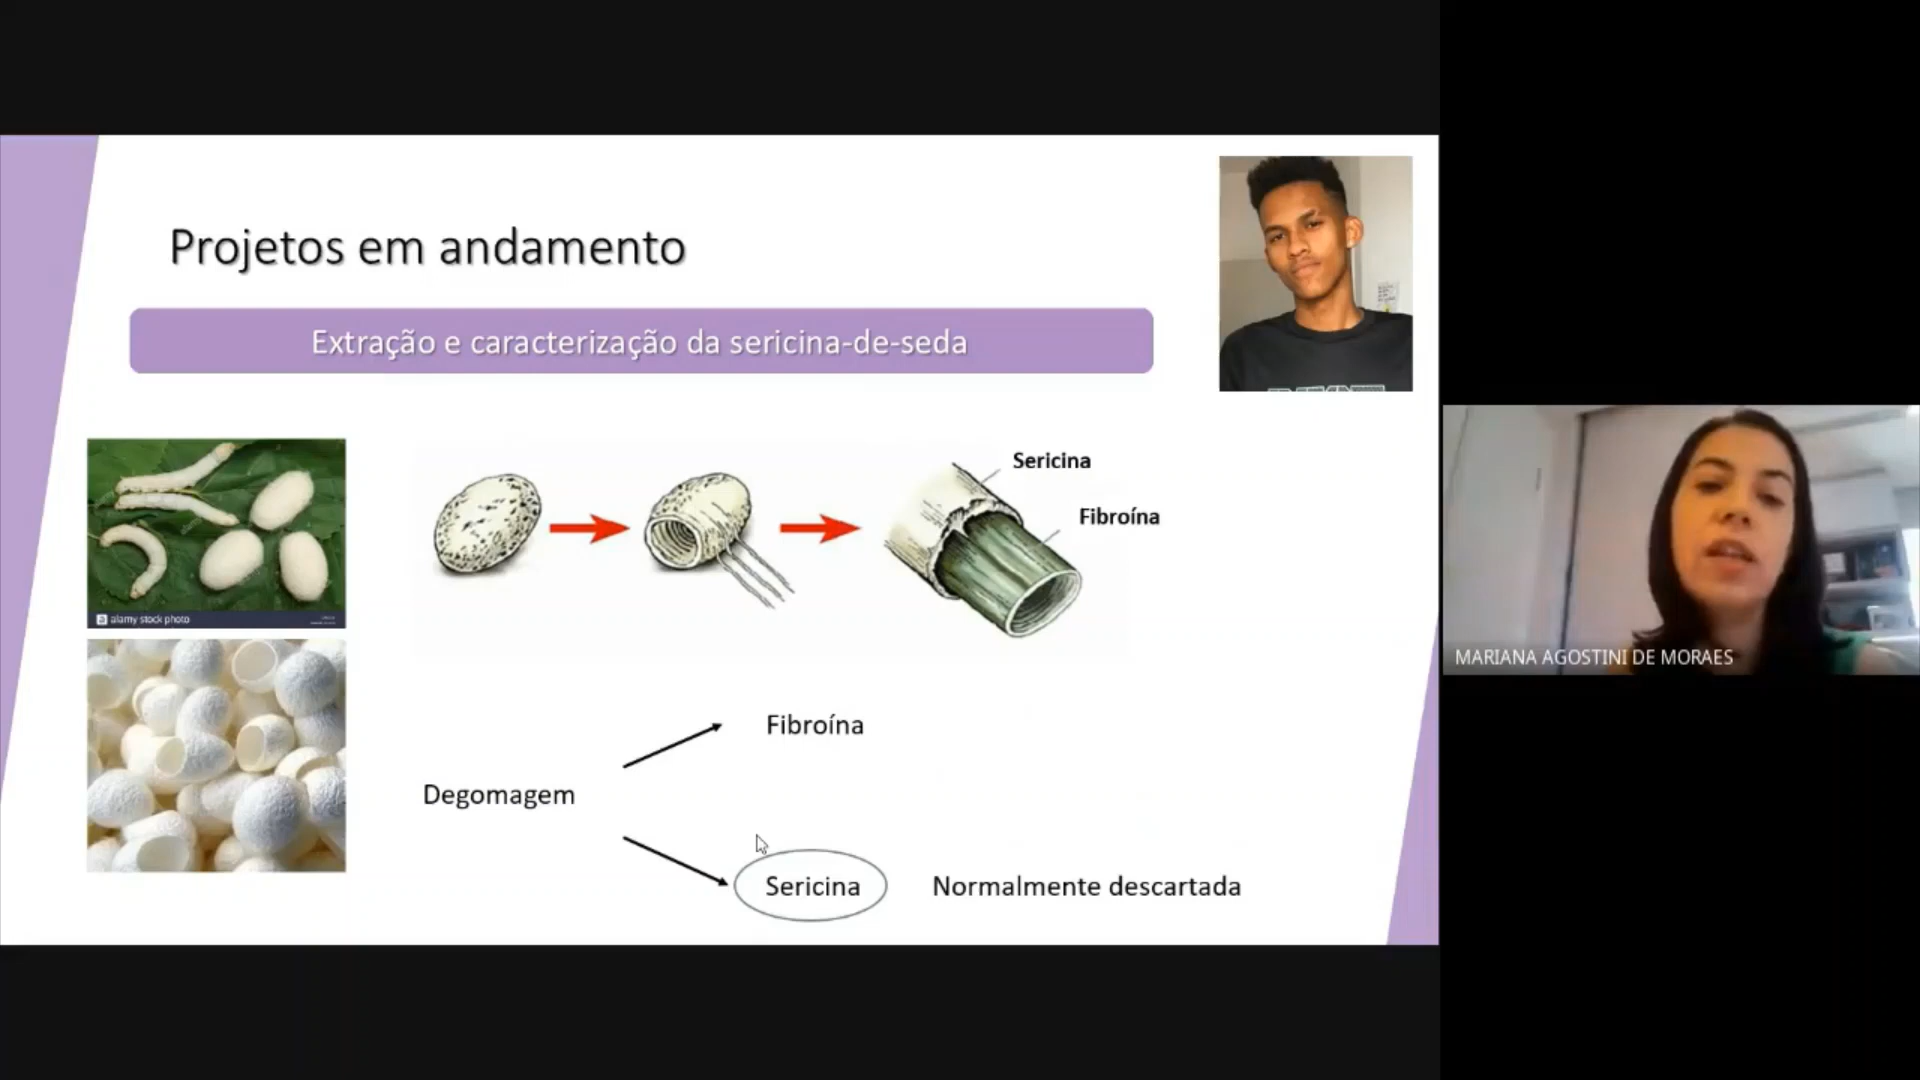 Projetos em andamento
Extração e caracterização da sericina-de-seda
Sericina
Fibroína
a alamy stock photo
Fibroína
Degomagem
Sericina
Normalmente descartada
MARIANA AGOSTINI DE MORAES